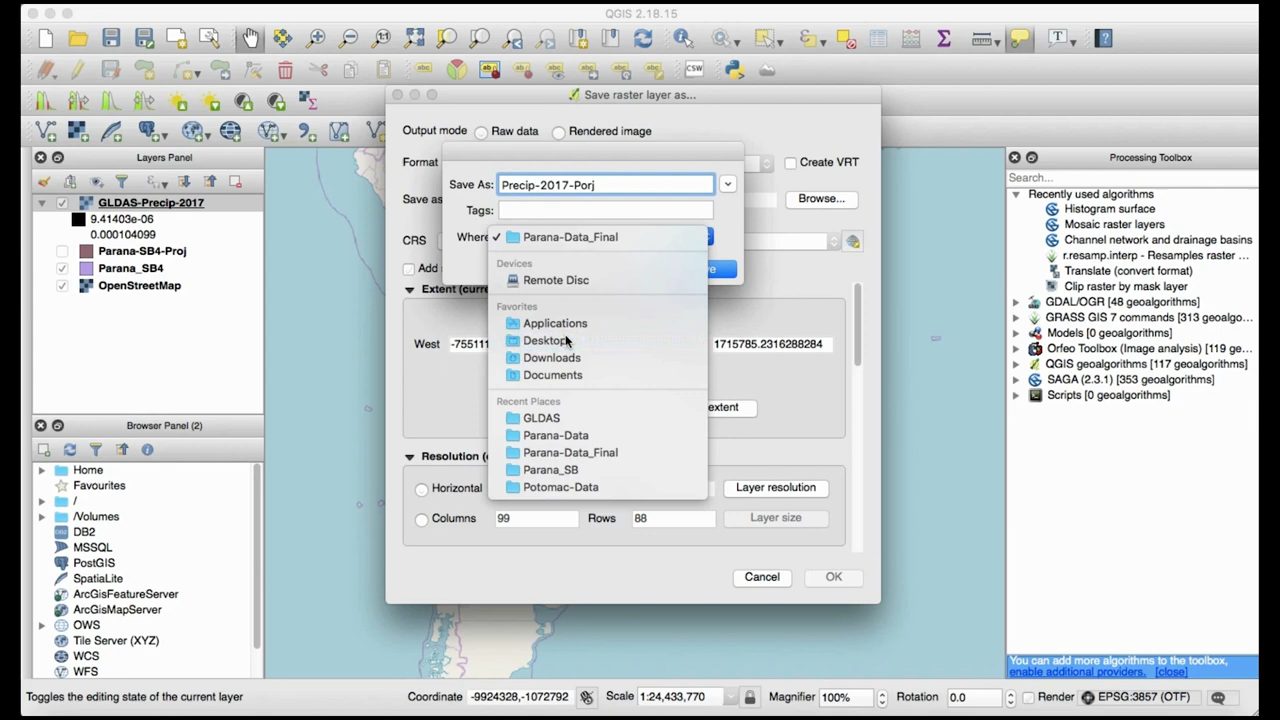 QGIS 2.18.15
CSW
Save raster layer as...
Output mode Raw data Rendered image
Format Create VRT
Save As: Precip-2017-Porj
Save as Browse...
Tags:
CRS
Where Parana-Data_Final
Devices
Remote Disc
Favorites
Applications
Desktop
Downloads
Documents
Recent Places
GLDAS
Parana-Data
Parana-Data_Final
Parana_SB
Potomac-Data
Add
Extent (curre
West -755111 1715785.2316288284
extent
Resolution (
Horizontal Layer resolution
Columns 99 Rows 88 Layer size
Cancel OK
Layers Panel
GLDAS-Precip-2017
9.41403e-06
0.000104099
Parana-SB4-Proj
Parana_SB4
OpenStreetMap
Browser Panel (2)
Home
Favourites
/
/Volumes
DB2
MSSQL
PostGIS
SpatiaLite
ArcGisFeatureServer
ArcGisMapServer
OWS
Tile Server (XYZ)
WCS
WFS
Processing Toolbox
Search...
Recently used algorithms
Histogram surface
Mosaic raster layers
Channel network and drainage basins
r.resamp.interp - Resamples raster ...
Translate (convert format)
Clip raster by mask layer
GDAL/OGR [48 geoalgorithms]
GRASS GIS 7 commands [313 geoalgo...
Models [0 geoalgorithms]
Orfeo Toolbox (Image analysis) [119 ge...
QGIS geoalgorithms [117 geoalgorithms]
SAGA (2.3.1) [353 geoalgorithms]
Scripts [0 geoalgorithms]
You can add more algorithms to the toolbox,
enable additional providers. [close]
Toggles the editing state of the current layer Coordinate -9924328,-1072792 Scale 1:24,433,770 Magnifier 100% Rotation 0.0 Render EPSG:3857 (OTF)